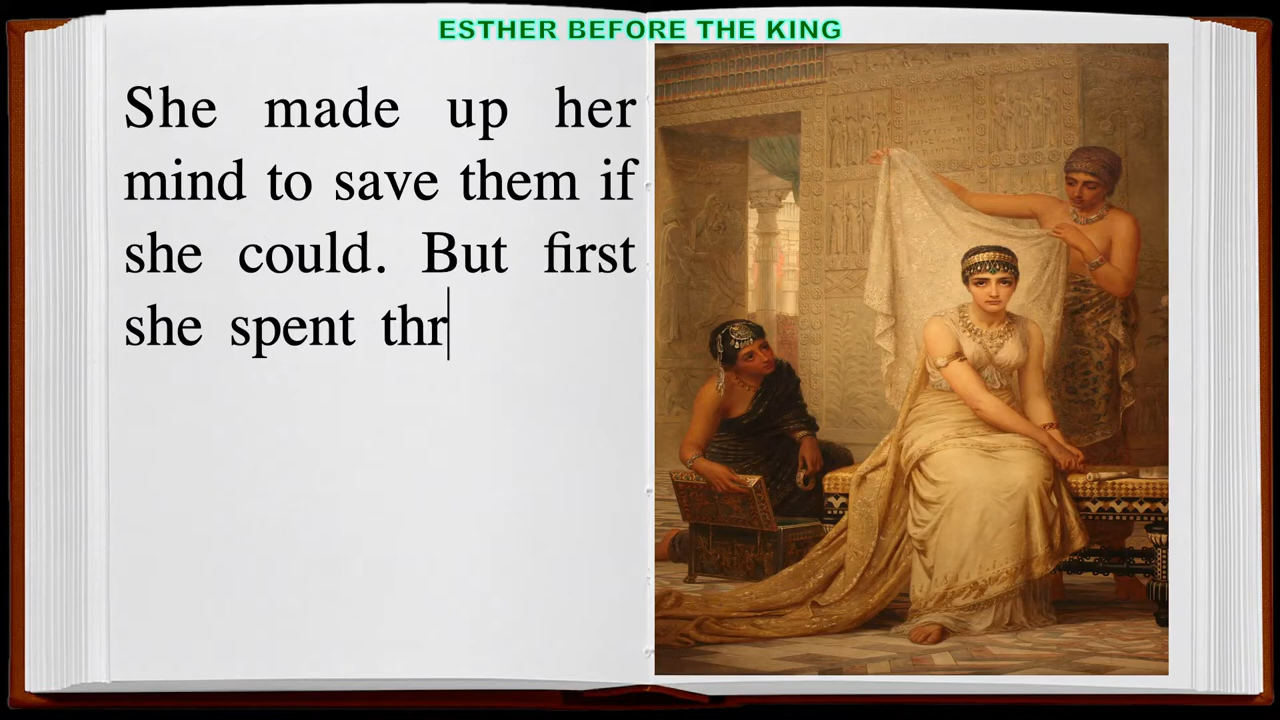 ESTHER BEFORE THE KING
She made up her
mind to save them if
she could. But first
she spent thr